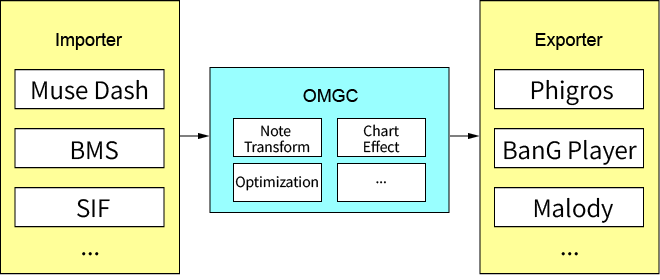 Importer
Muse Dash
BMS
SIF
...
OMGC
Note
Transform
Chart
Effect
Optimization
...
Exporter
Phigros
BanG Player
Malody
...